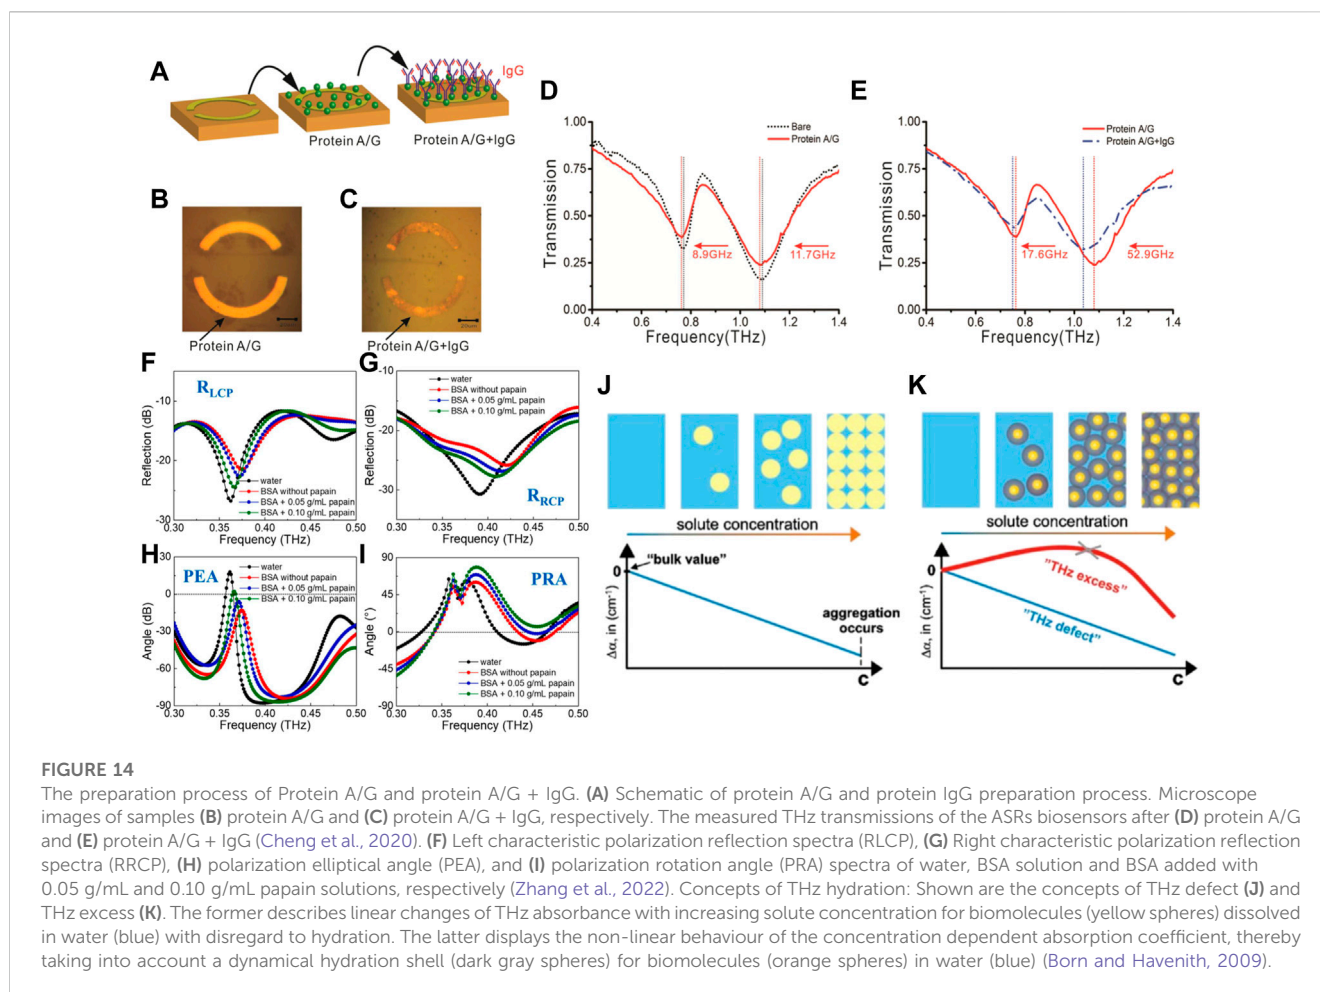 A
Protein A/G
Protein A/G+IgG
IgG
B
Protein A/G
C
Protein A/G+IgG
20um
D
Bare
Protein A/G
1.00
0.75
0.50
0.25
0.00
Transmission
8.9GHz
11.7GHz
0.4 0.6 0.8 1.0 1.2 1.4
Frequency(THz)
E
Protein A/G
Protein A/G+IgG
1.00
0.75
0.50
0.25
0.00
Transmission
17.6GHz
52.9GHz
0.4 0.6 0.8 1.0 1.2 1.4
Frequency(THz)
F
RLCP
-10
-20
-30
Reflection (dB)
water
BSA without papain
BSA + 0.05 g/mL papain
BSA + 0.10 g/mL papain
0.30 0.35 0.40 0.45 0.50
Frequency (THz)
G
RRCP
-10
-20
-30
Reflection (dB)
water
BSA without papain
BSA + 0.05 g/mL papain
BSA + 0.10 g/mL papain
0.30 0.35 0.40 0.45 0.50
Frequency (THz)
H
PEA
30
0
-30
-60
-90
Angle (dB)
water
BSA without papain
BSA + 0.05 g/mL papain
BSA + 0.10 g/mL papain
0.30 0.35 0.40 0.45 0.50
Frequency (THz)
I
PRA
90
45
0
-45
-90
Angle (°)
water
BSA without papain
BSA + 0.05 g/mL papain
BSA + 0.10 g/mL papain
0.30 0.35 0.40 0.45 0.50
Frequency (THz)
J
solute concentration
"bulk value"
0
Δα, in (cm⁻¹)
aggregation
occurs
c
K
solute concentration
0
Δα, in (cm⁻¹)
"THz excess"
"THz defect"
c
FIGURE 14
The preparation process of Protein A/G and protein A/G + IgG. (A) Schematic of protein A/G and protein IgG preparation process. Microscope
images of samples (B) protein A/G and (C) protein A/G + IgG, respectively. The measured THz transmissions of the ASRs biosensors after (D) protein A/G
and (E) protein A/G + IgG (Cheng et al., 2020). (F) Left characteristic polarization reflection spectra (RLCP), (G) Right characteristic polarization reflection
spectra (RRCP), (H) polarization elliptical angle (PEA), and (I) polarization rotation angle (PRA) spectra of water, BSA solution and BSA added with
0.05 g/mL and 0.10 g/mL papain solutions, respectively (Zhang et al., 2022). Concepts of THz hydration: Shown are the concepts of THz defect (J) and
THz excess (K). The former describes linear changes of THz absorbance with increasing solute concentration for biomolecules (yellow spheres) dissolved
in water (blue) with disregard to hydration. The latter displays the non-linear behaviour of the concentration dependent absorption coefficient, thereby
taking into account a dynamical hydration shell (dark gray spheres) for biomolecules (orange spheres) in water (blue) (Born and Havenith, 2009).